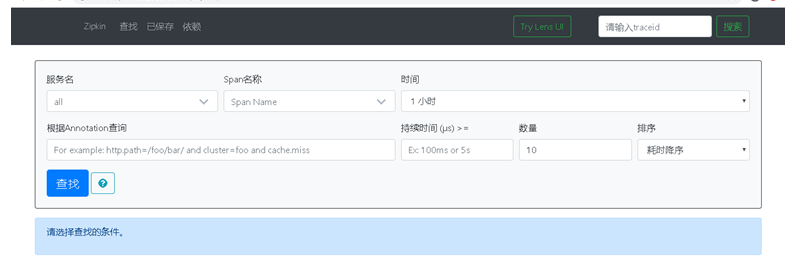 Zipkin 查找 已保存 依赖 Try Lens UI 请输入traceid 搜索
服务名 Span名称 时间
all Span Name 1 小时
根据Annotation查询 持续时间 (μs) >= 数量 排序
For example: http.path=/foo/bar/ and cluster=foo and cache.miss Ex: 100ms or 5s 10 耗时降序
查找 ?
请选择查找的条件。